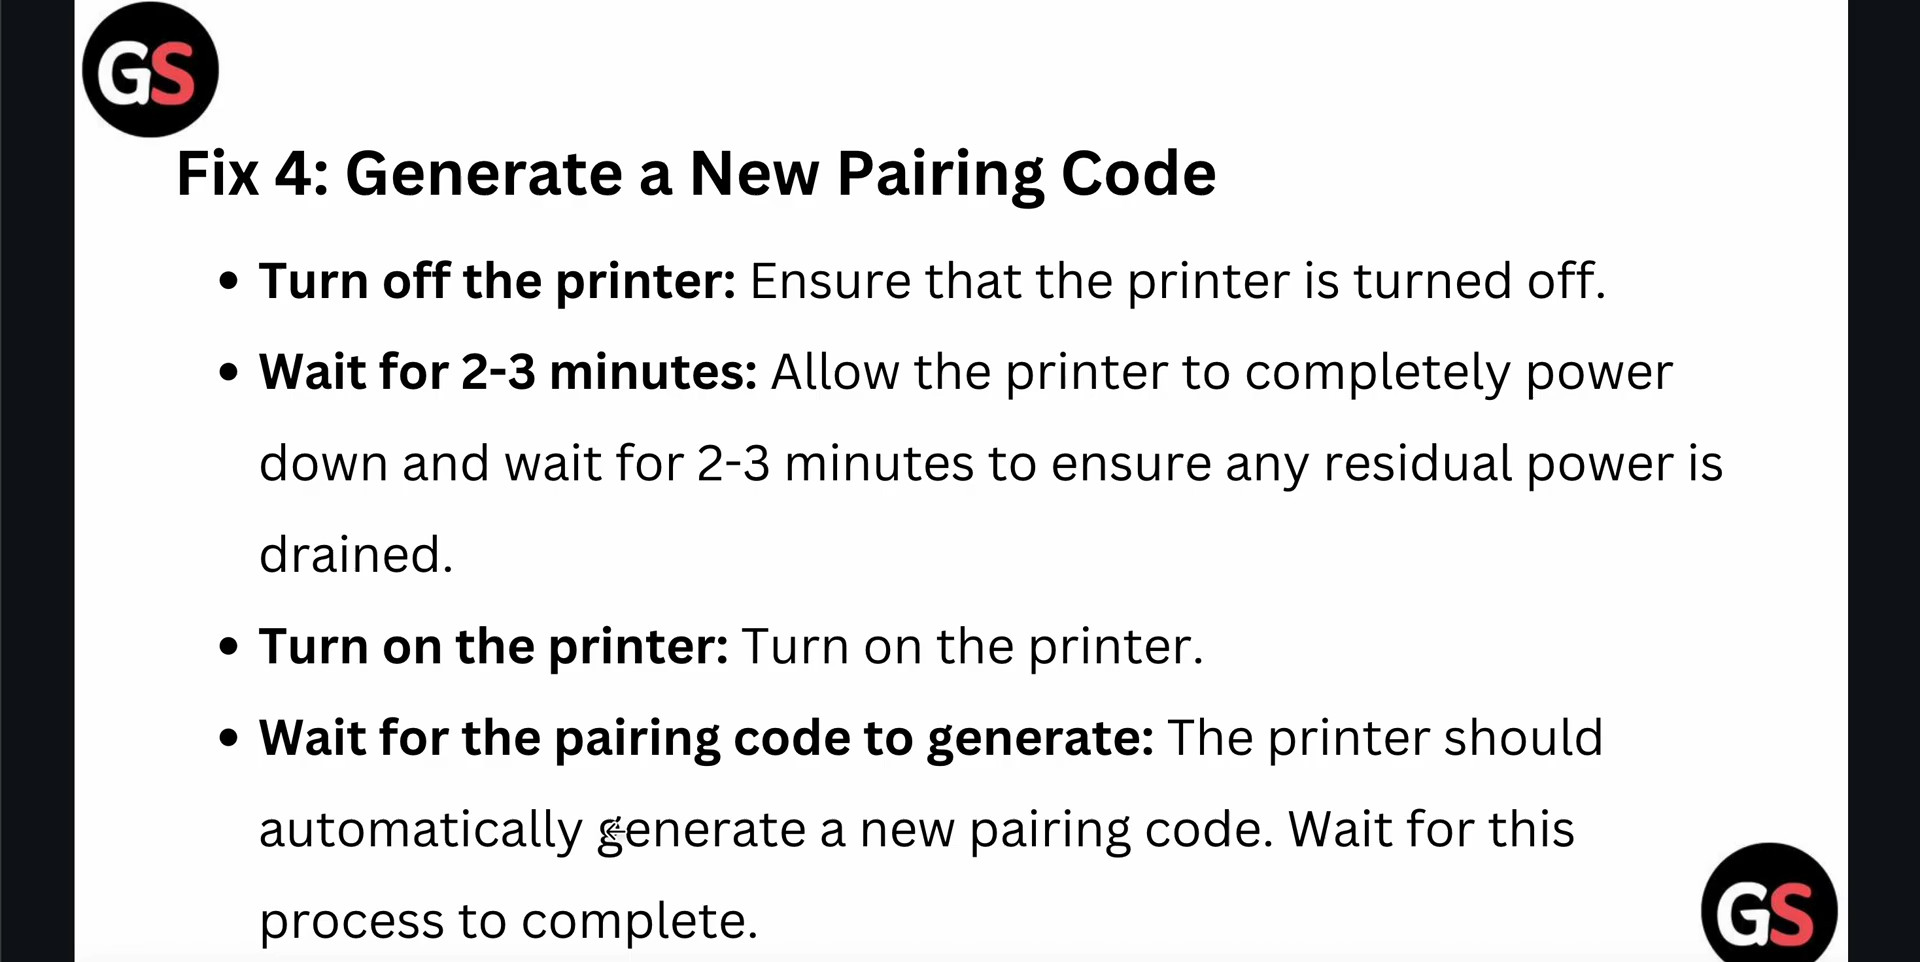 GS
Fix 4: Generate a New Pairing Code
• Turn off the printer: Ensure that the printer is turned off.
• Wait for 2-3 minutes: Allow the printer to completely power
down and wait for 2-3 minutes to ensure any residual power is
drained.
• Turn on the printer: Turn on the printer.
• Wait for the pairing code to generate: The printer should
automatically generate a new pairing code. Wait for this
process to complete.
GS